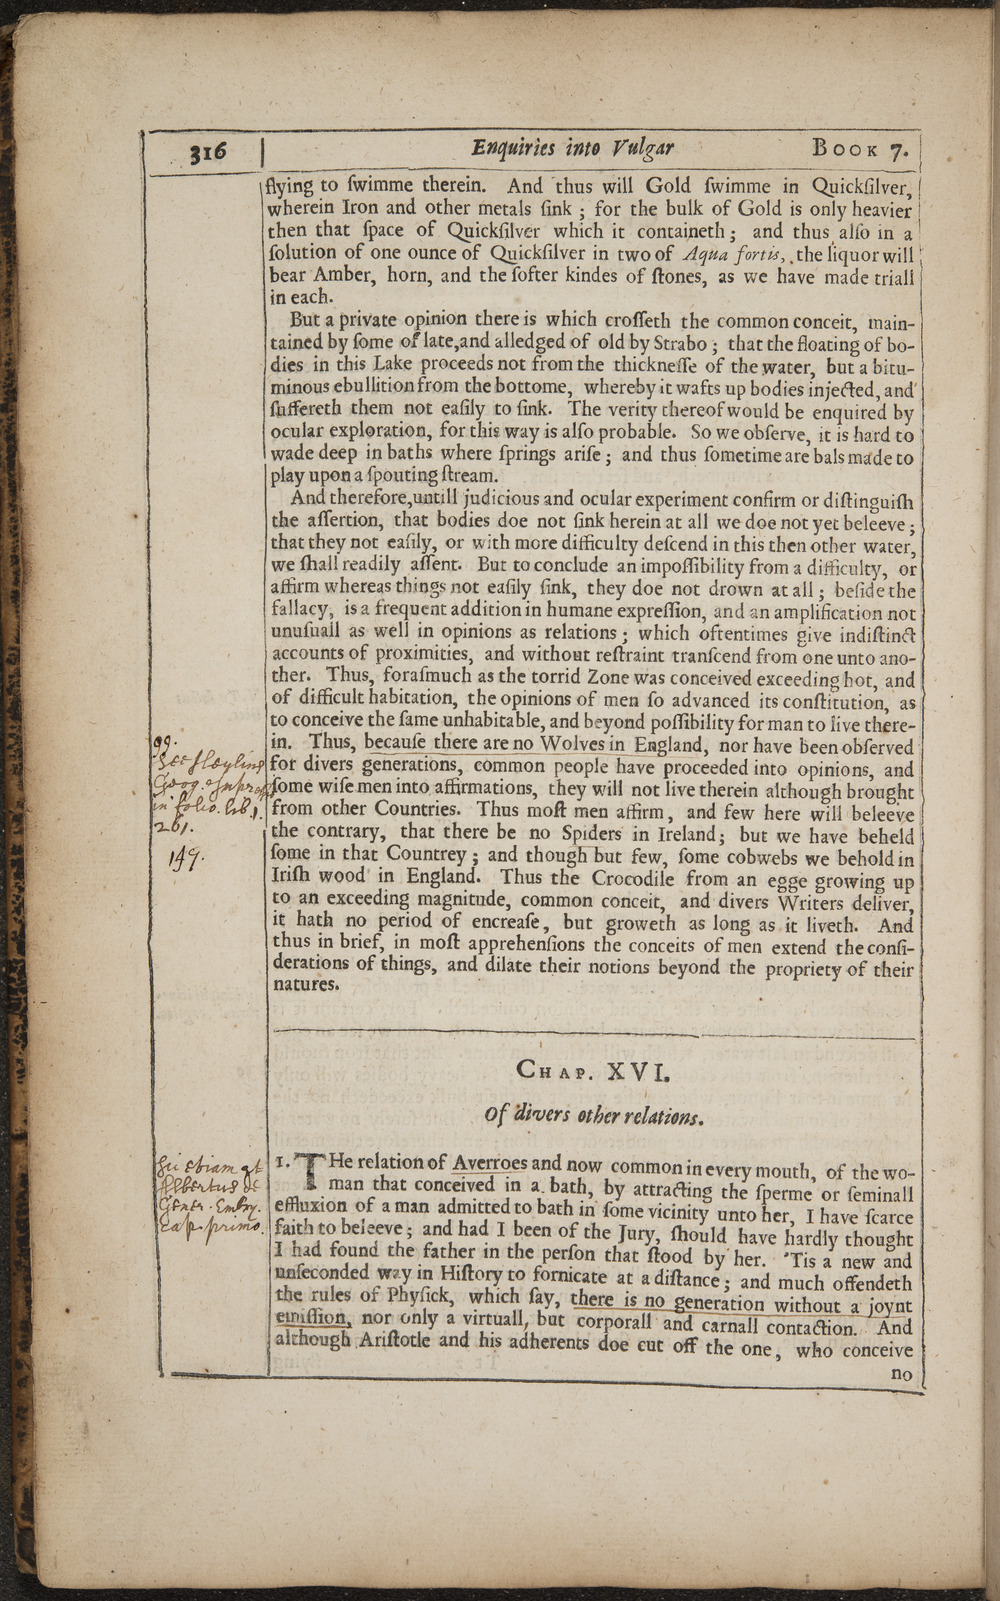 316 Enquiries into Vulgar BOOK 7.
flying to ſwimme therein. And thus will Gold ſwimme in Quickſilver,
wherein Iron and other metals ſink ; for the bulk of Gold is only heavier
then that ſpace of Quickſilver which it containeth ; and thus alſo in a
ſolution of one ounce of Quickſilver in two of Aqua fortis, the liquor will
bear Amber, horn, and the ſofter kindes of ſtones, as we have made triall
in each.
But a private opinion there is which croſſeth the common conceit, main-
tained by ſome of late, and alledged of old by Strabo ; that the floating of bo-
dies in this Lake proceeds not from the thickneſſe of the water, but a bitu-
minous ebullition from the bottome, whereby it wafts up bodies injected, and
ſuffereth them not eaſily to ſink. The verity thereof would be enquired by
ocular exploration, for this way is alſo probable. So we obſerve, it is hard to
wade deep in baths where ſprings ariſe ; and thus ſometime are bals made to
play upon a ſpouting ſtream.
And therefore, untill judicious and ocular experiment confirm or diſtinguiſh
the aſſertion, that bodies doe not ſink herein at all we doe not yet beleeve ;
that they not eaſily, or with more difficulty deſcend in this then other water,
we ſhall readily aſſent. But to conclude an impoſſibility from a difficulty, or
affirm whereas things not eaſily ſink, they doe not drown at all ; beſide the
fallacy, is a frequent addition in humane expreſſion, and an amplification not
unuſuall as well in opinions as relations ; which oftentimes give indiſtinct
accounts of proximities, and without reſtraint tranſcend from one unto ano-
ther. Thus, foraſmuch as the torrid Zone was conceived exceeding hot, and
of difficult habitation, the opinions of men ſo advanced its conſtitution, as
to conceive the ſame unhabitable, and beyond poſſibility for man to live there-
in. Thus, becauſe there are no Wolves in England, nor have been obſerved
for divers generations, common people have proceeded into opinions, and
ſome wiſe men into affirmations, they will not live therein although brought
from other Countries. Thus moſt men affirm, and few here will beleeve
the contrary, that there be no Spiders in Ireland ; but we have beheld
ſome in that Countrey ; and though but few, ſome cobwebs we behold in
Iriſh wood in England. Thus the Crocodile from an egge growing up
to an exceeding magnitude, common conceit, and divers Writers deliver,
it hath no period of encreaſe, but groweth as long as it liveth. And
thus in brief, in moſt apprehenſions the conceits of men extend the conſi-
derations of things, and dilate their notions beyond the propriety of their
natures.
See Heylins
Geog.
in folio. lib. 1.
261.
149.
CHAP. XVI.
Of divers other relations.
1. THe relation of Averroes and now common in every mouth, of the wo-
man that conceived in a bath, by attracting the ſperme or ſeminall
effluxion of a man admitted to bath in ſome vicinity unto her, I have ſcarce
faith to beleeve ; and had I been of the Jury, ſhould have hardly thought
I had found the father in the perſon that ſtood by her. 'Tis a new and
unſeconded way in Hiſtory to fornicate at a diſtance ; and much offendeth
the rules of Phyſick, which ſay, there is no generation without a joynt
emiſſion, nor only a virtuall, but corporall and carnall contaction. And
although Ariſtotle and his adherents doe cut off the one, who conceive
no
etiam
Albertus de
Gener. Embry.
Cap. primo.